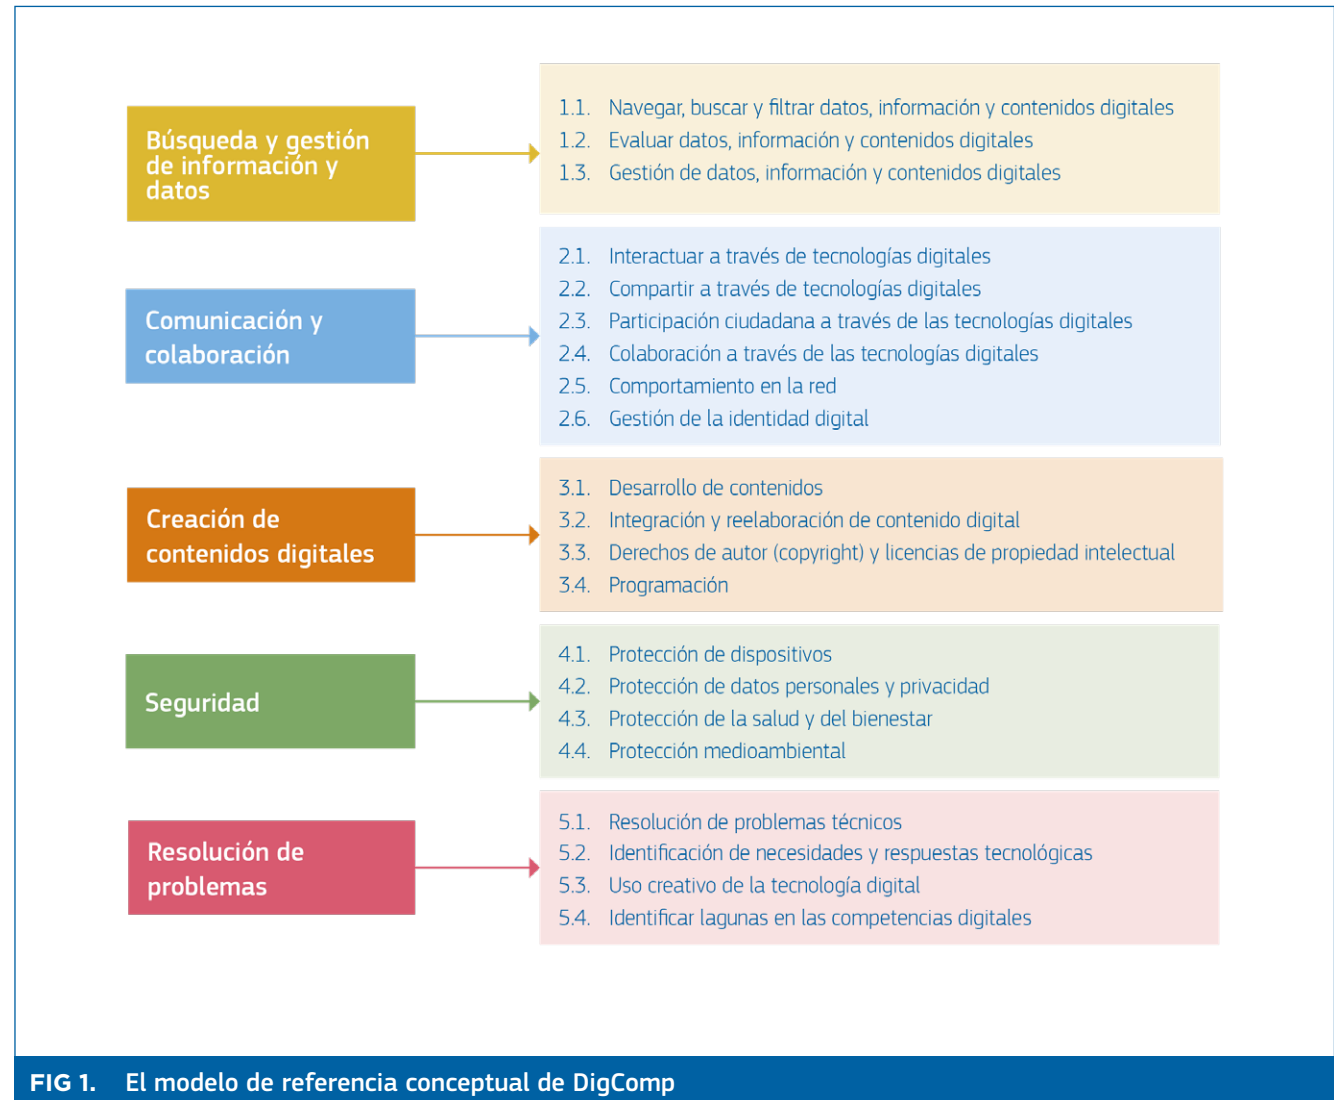 Búsqueda y gestión
de información y
datos
1.1. Navegar, buscar y filtrar datos, información y contenidos digitales
1.2. Evaluar datos, información y contenidos digitales
1.3. Gestión de datos, información y contenidos digitales
Comunicación y
colaboración
2.1. Interactuar a través de tecnologías digitales
2.2. Compartir a través de tecnologías digitales
2.3. Participación ciudadana a través de las tecnologías digitales
2.4. Colaboración a través de las tecnologías digitales
2.5. Comportamiento en la red
2.6. Gestión de la identidad digital
Creación de
contenidos digitales
3.1. Desarrollo de contenidos
3.2. Integración y reelaboración de contenido digital
3.3. Derechos de autor (copyright) y licencias de propiedad intelectual
3.4. Programación
Seguridad
4.1. Protección de dispositivos
4.2. Protección de datos personales y privacidad
4.3. Protección de la salud y del bienestar
4.4. Protección medioambiental
Resolución de
problemas
5.1. Resolución de problemas técnicos
5.2. Identificación de necesidades y respuestas tecnológicas
5.3. Uso creativo de la tecnología digital
5.4. Identificar lagunas en las competencias digitales
FIG 1. El modelo de referencia conceptual de DigComp